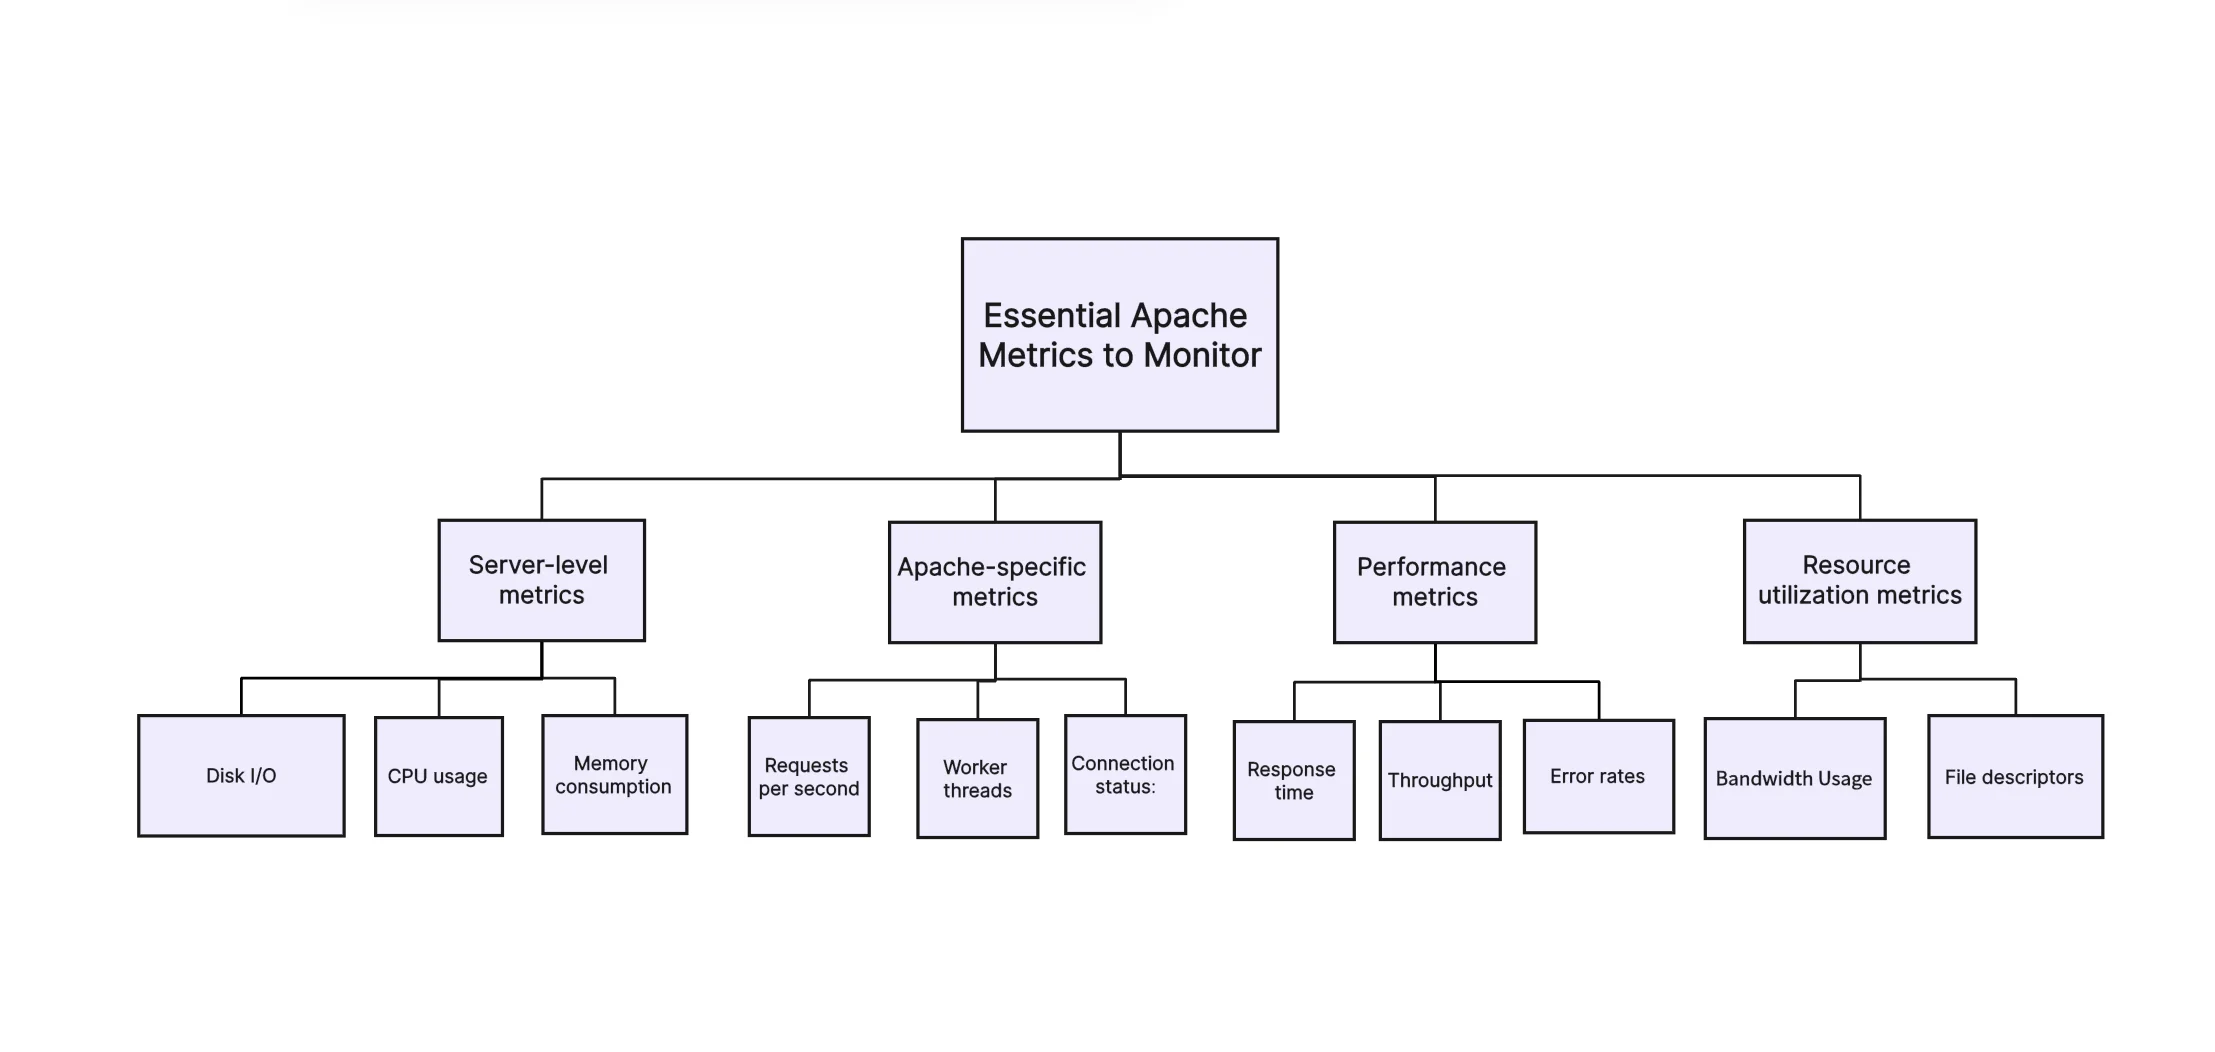 Essential Apache
Metrics to Monitor
Server-level
metrics
Apache-specific
metrics
Performance
metrics
Resource
utilization metrics
Disk I/O
CPU usage
Memory
consumption
Requests
per second
Worker
threads
Connection
status:
Response
time
Throughput
Error rates
Bandwidth Usage
File descriptors